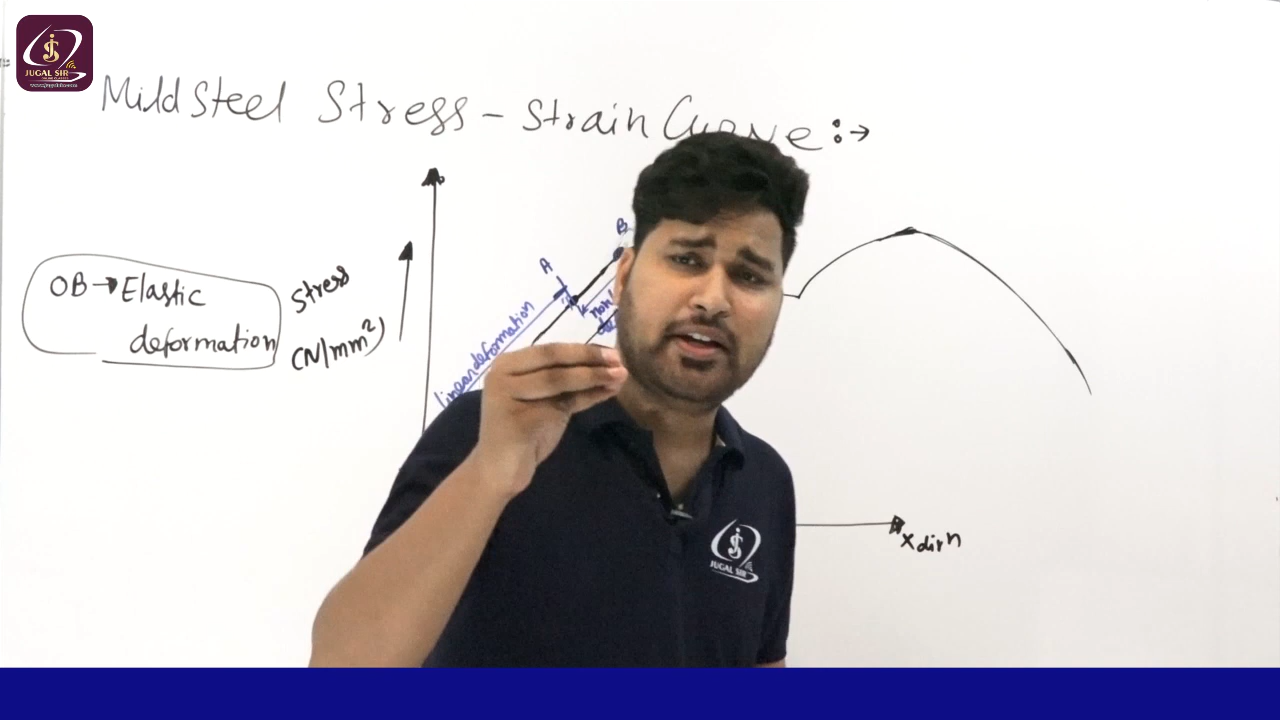 JUGAL SIR
Mild Steel Stress - Strain Curve :→
B
A
OB → Elastic
deformation
Stress
(N/mm²)
linear deformation
x dirn
JUGAL SIR